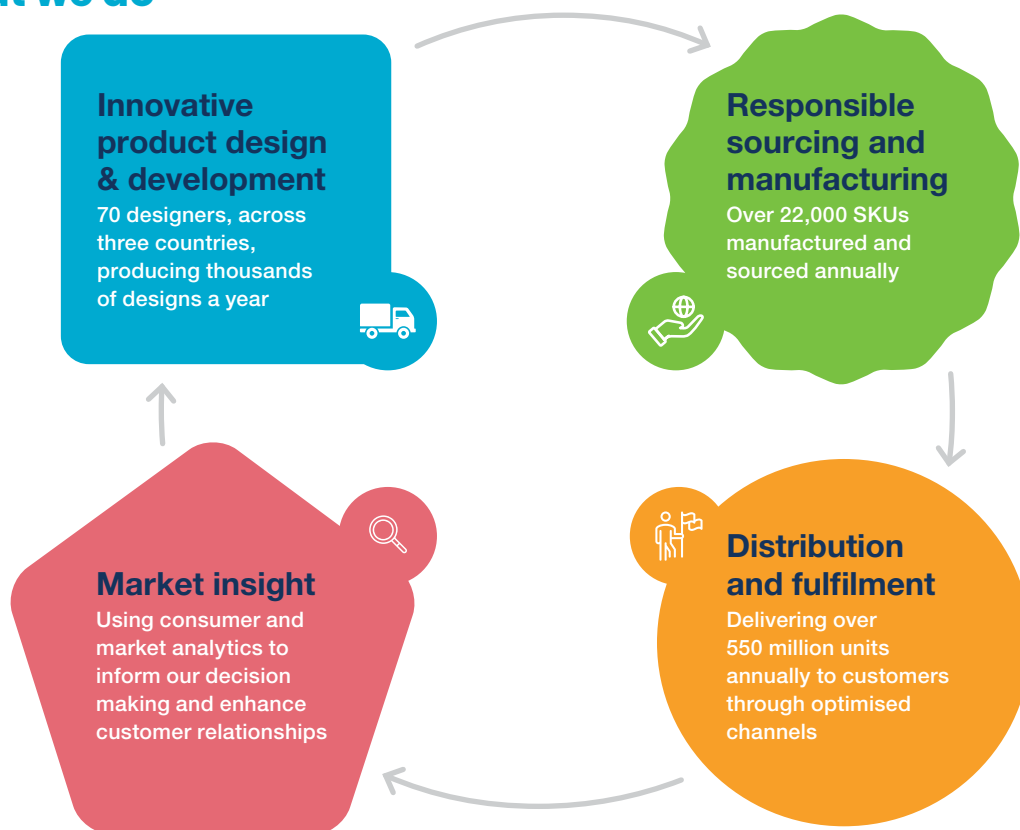 we do
Innovative
product design
& development
70 designers, across
three countries,
producing thousands
of designs a year
Responsible
sourcing and
manufacturing
Over 22,000 SKUs
manufactured and
sourced annually
Market insight
Using consumer and
market analytics to
inform our decision
making and enhance
customer relationships
Distribution
and fulfilment
Delivering over
550 million units
annually to customers
through optimised
channels